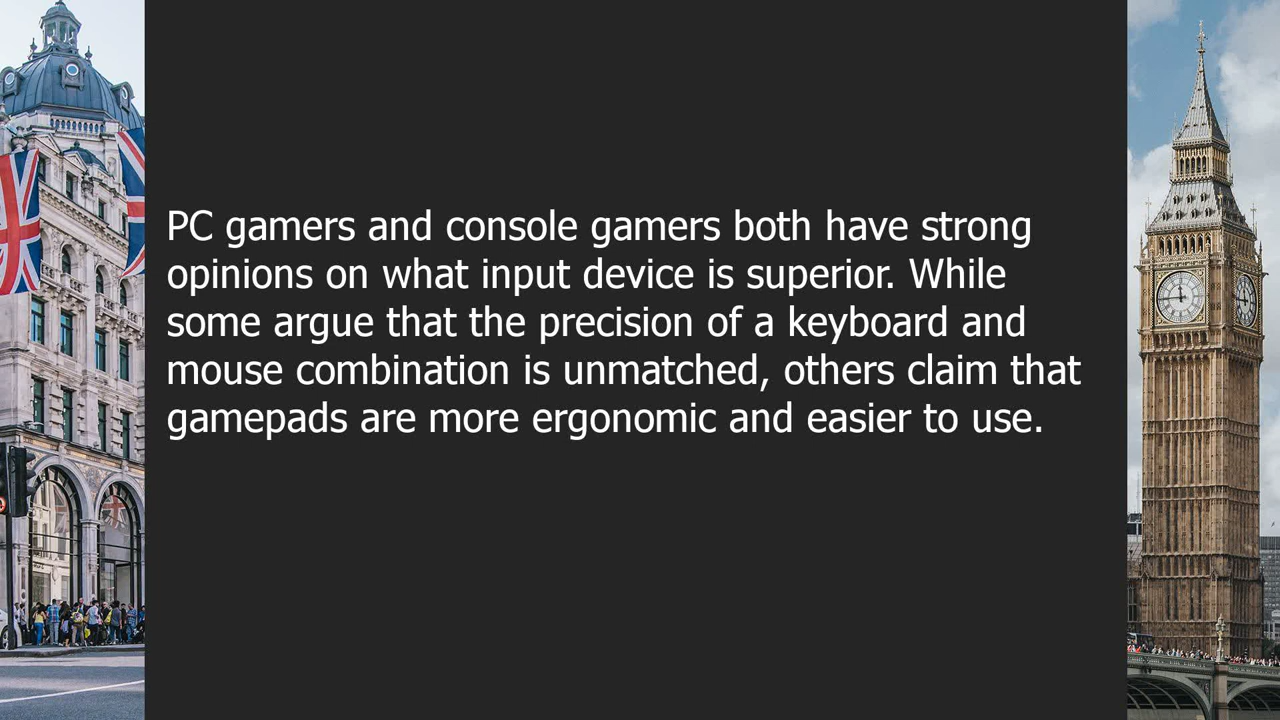 PC gamers and console gamers both have strong
opinions on what input device is superior. While
some argue that the precision of a keyboard and
mouse combination is unmatched, others claim that
gamepads are more ergonomic and easier to use.